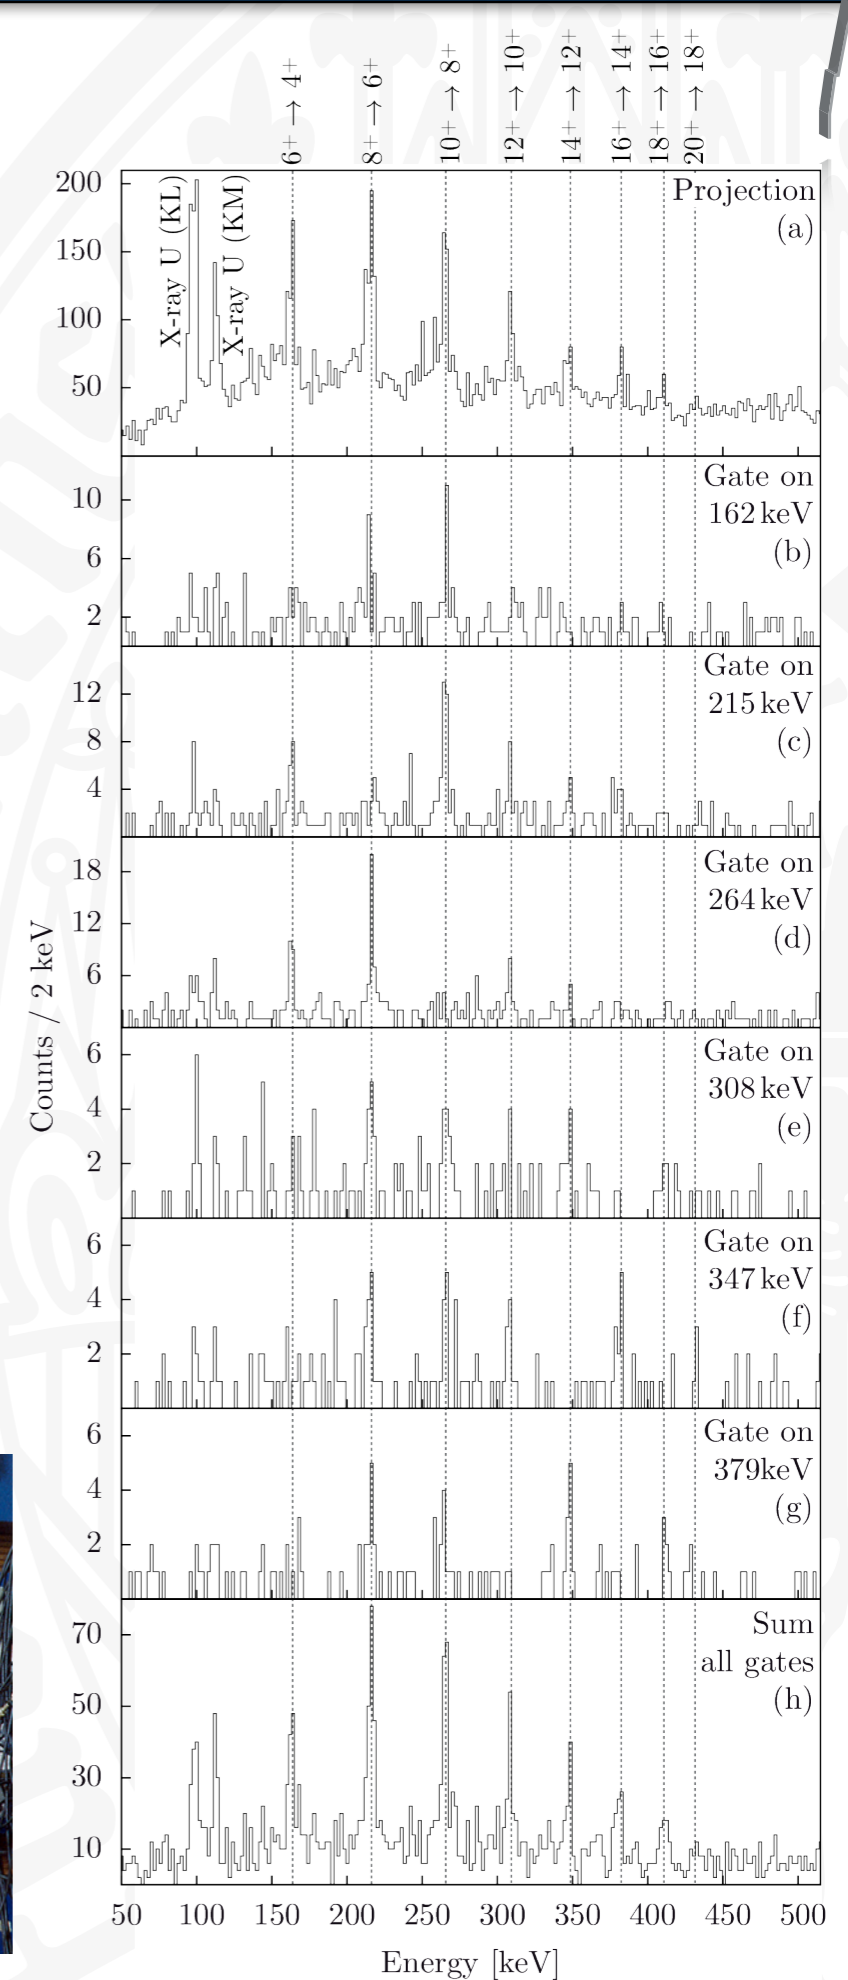 6⁺ → 4⁺
8⁺ → 6⁺
10⁺ → 8⁺
12⁺ → 10⁺
14⁺ → 12⁺
16⁺ → 14⁺
18⁺ → 16⁺
20⁺ → 18⁺
X-ray U (KL)
X-ray U (KM)
Projection
(a)
200
150
100
50
Gate on
162 keV
(b)
10
6
2
Gate on
215 keV
(c)
12
8
4
Gate on
264 keV
(d)
18
12
6
Counts / 2 keV
Gate on
308 keV
(e)
6
4
2
Gate on
347 keV
(f)
6
4
2
Gate on
379keV
(g)
6
4
2
Sum
all gates
(h)
70
50
30
10
50 100 150 200 250 300 350 400 450 500
Energy [keV]